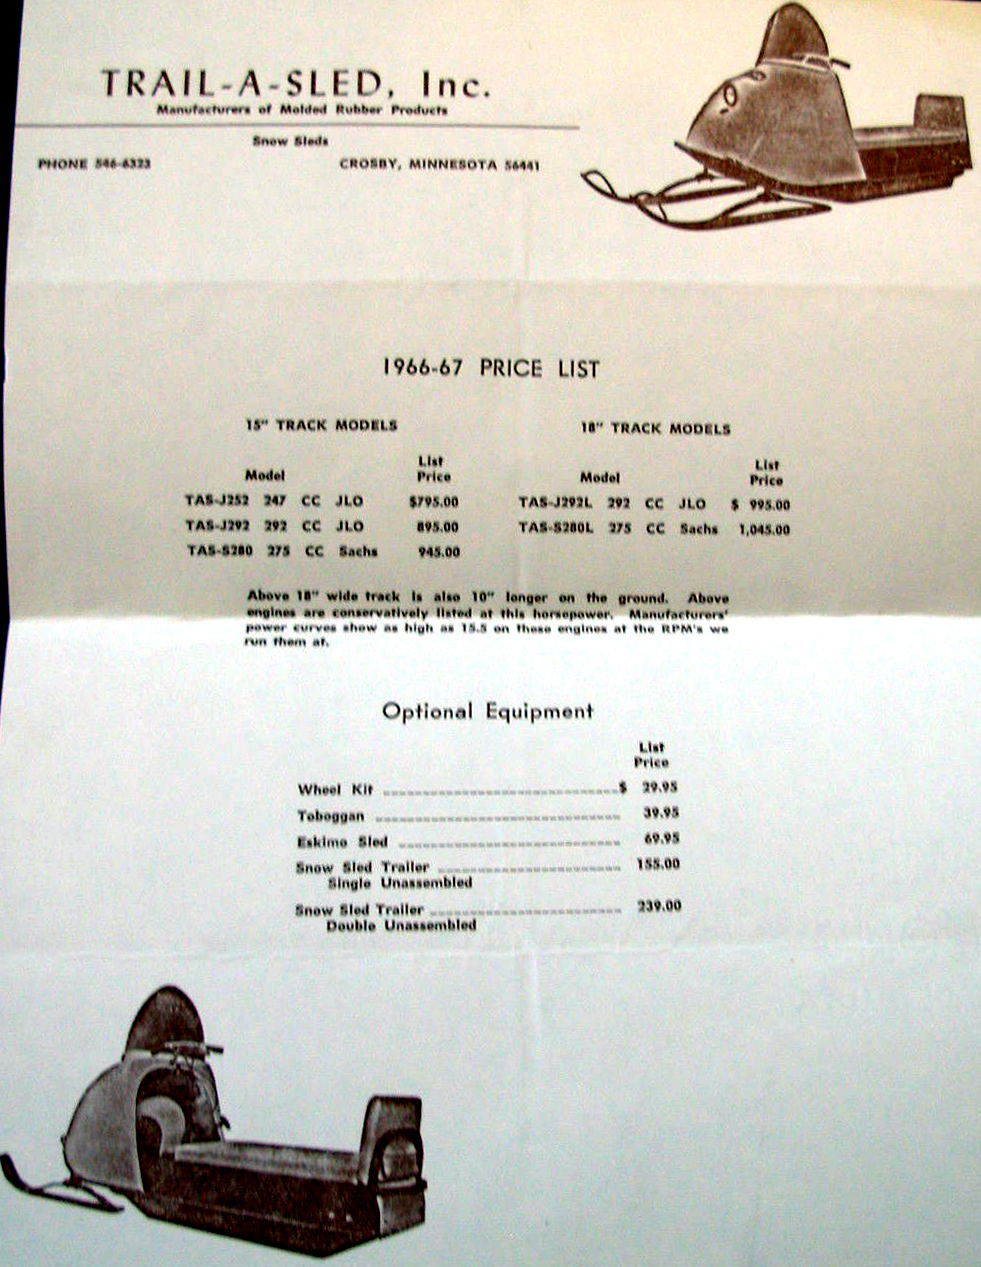 TRAIL-A-SLED, Inc.
Manufacturers of Molded Rubber Products
Snow Sleds
PHONE 546-6323
CROSBY, MINNESOTA 56441
1966-67 PRICE LIST
15" TRACK MODELS
Model List Price
TAS-J252 247 CC JLO $795.00
TAS-J292 292 CC JLO 895.00
TAS-S280 275 CC Sachs 945.00
18" TRACK MODELS
Model List Price
TAS-J292L 292 CC JLO $ 995.00
TAS-S280L 275 CC Sachs 1,045.00
Above 18" wide track is also 10" longer on the ground. Above
engines are conservatively listed at this horsepower. Manufacturers'
power curves show as high as 15.5 on these engines at the RPM's we
run them at.
Optional Equipment
List
Price
Wheel Kit $ 29.95
Toboggan 39.95
Eskimo Sled 69.95
Snow Sled Trailer 155.00
Single Unassembled
Snow Sled Trailer 239.00
Double Unassembled